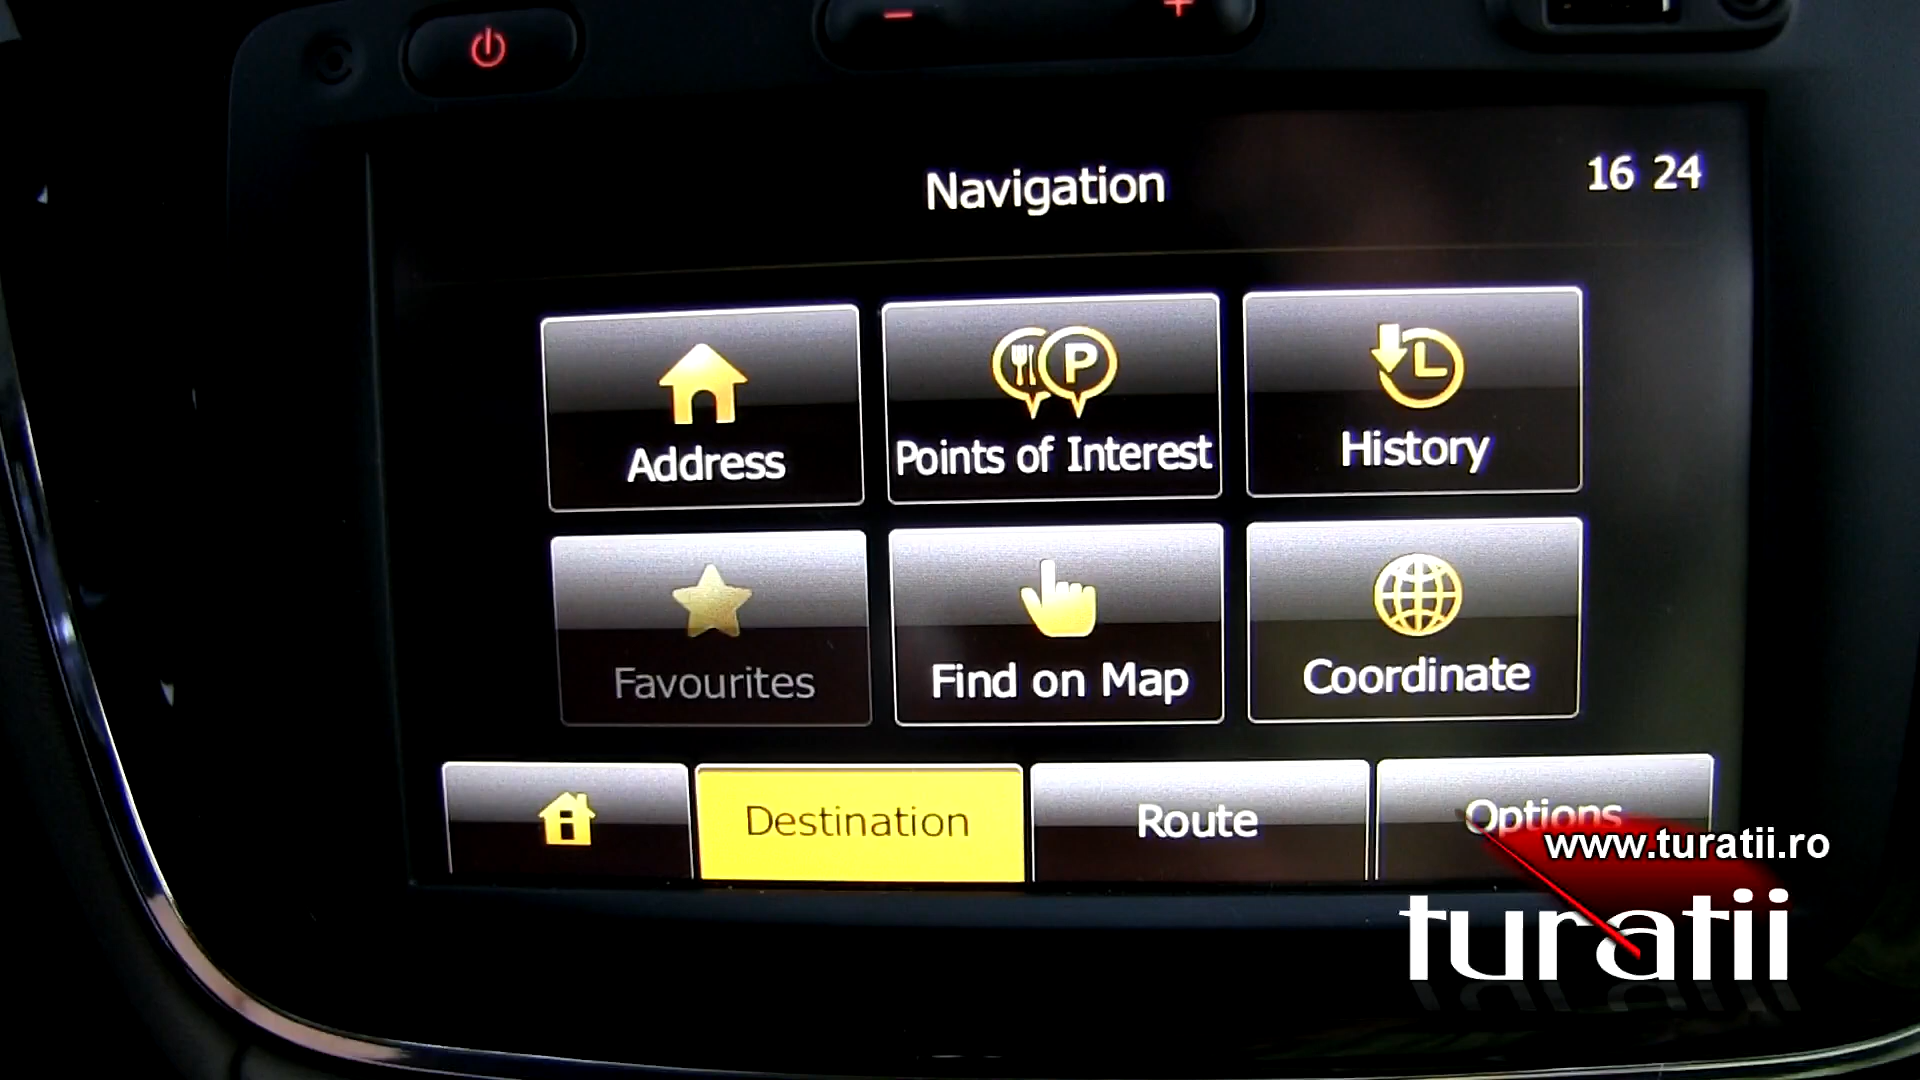 Navigation
16 24
Address
Points of Interest
History
Favourites
Find on Map
Coordinate
Destination
Route
Options
www.turatii.ro
turatii